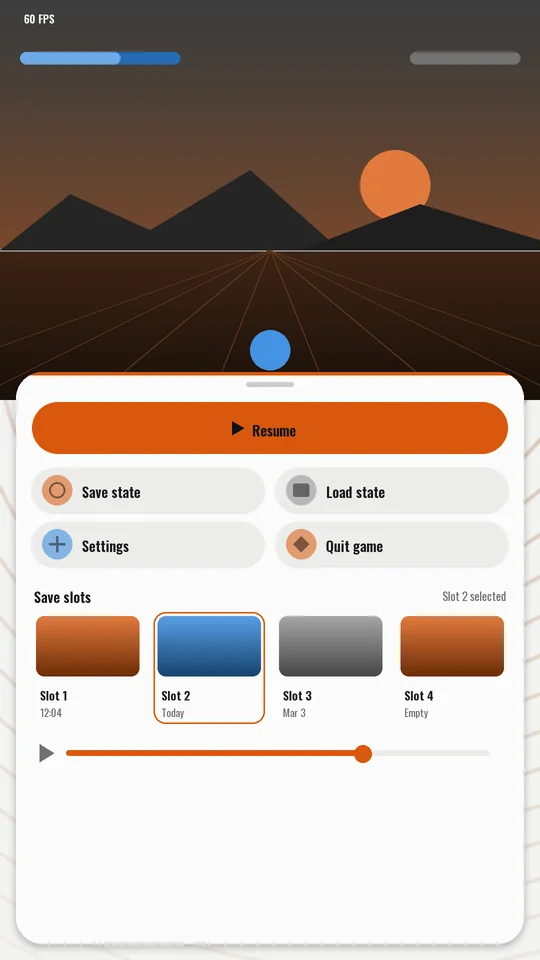 60 FPS
Resume
Save state
Load state
Settings
Quit game
Save slots
Slot 2 selected
Slot 1
12:04
Slot 2
Today
Slot 3
Mar 3
Slot 4
Empty